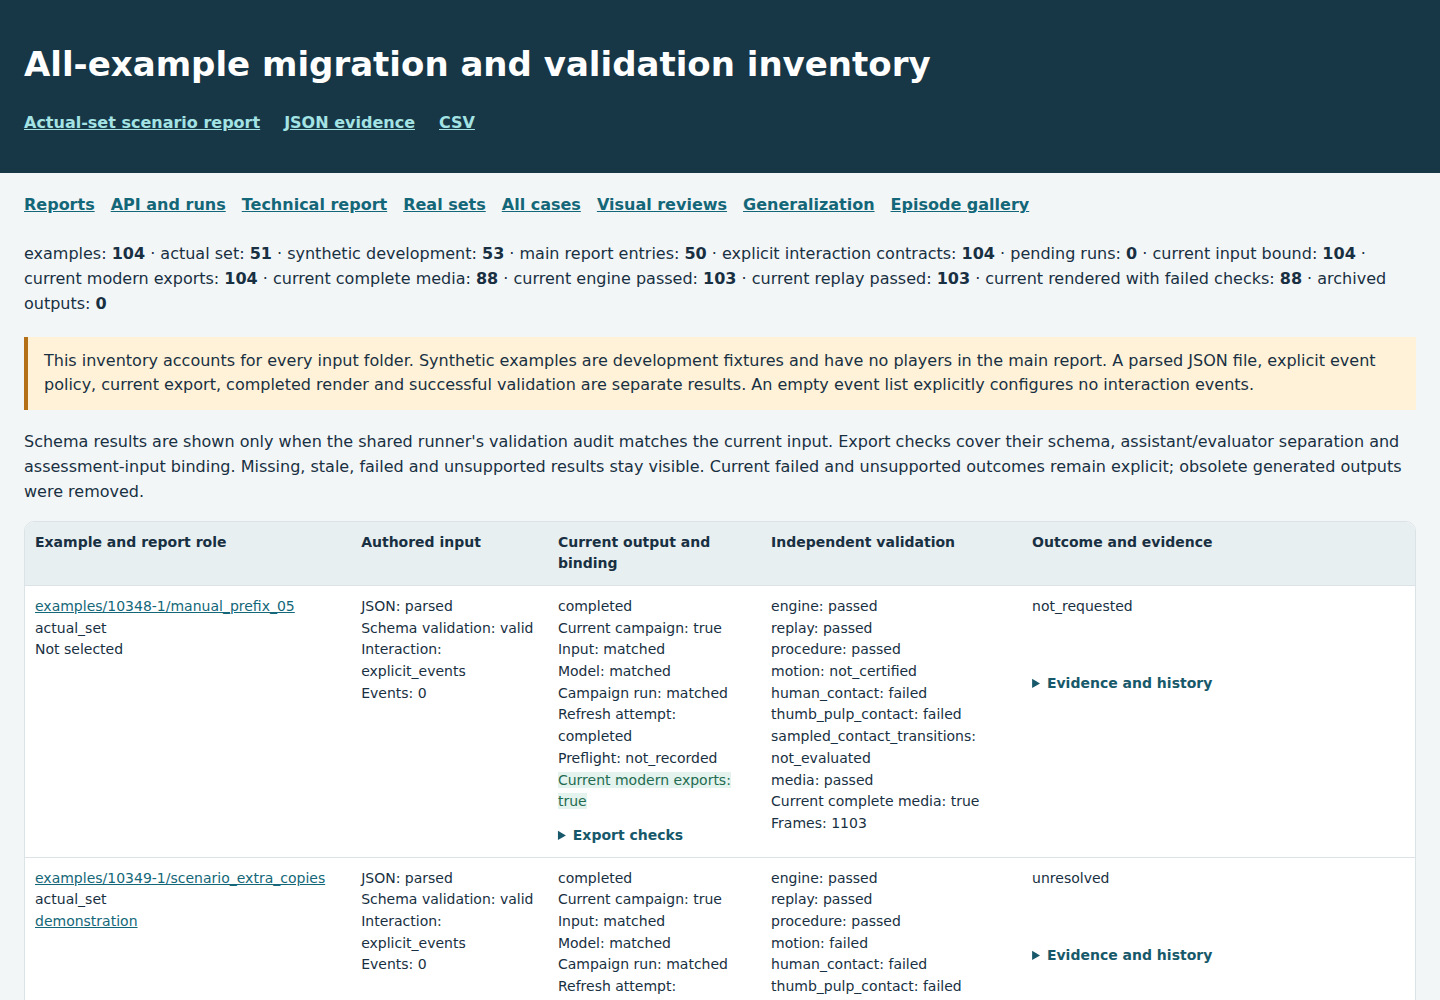 All-example migration and validation inventory
Actual-set scenario report JSON evidence CSV
Reports API and runs Technical report Real sets All cases Visual reviews Generalization Episode gallery
examples: 104 · actual set: 51 · synthetic development: 53 · main report entries: 50 · explicit interaction contracts: 104 · pending runs: 0 · current input bound: 104 ·
current modern exports: 104 · current complete media: 88 · current engine passed: 103 · current replay passed: 103 · current rendered with failed checks: 88 · archived
outputs: 0
This inventory accounts for every input folder. Synthetic examples are development fixtures and have no players in the main report. A parsed JSON file, explicit event
policy, current export, completed render and successful validation are separate results. An empty event list explicitly configures no interaction events.
Schema results are shown only when the shared runner's validation audit matches the current input. Export checks cover their schema, assistant/evaluator separation and
assessment-input binding. Missing, stale, failed and unsupported results stay visible. Current failed and unsupported outcomes remain explicit; obsolete generated outputs
were removed.
Example and report role
Authored input
Current output and
binding
Independent validation
Outcome and evidence
examples/10348-1/manual_prefix_05
actual_set
Not selected
JSON: parsed
Schema validation: valid
Interaction:
explicit_events
Events: 0
completed
Current campaign: true
Input: matched
Model: matched
Campaign run: matched
Refresh attempt:
completed
Preflight: not_recorded
Current modern exports:
true
▶ Export checks
engine: passed
replay: passed
procedure: passed
motion: not_certified
human_contact: failed
thumb_pulp_contact: failed
sampled_contact_transitions:
not_evaluated
media: passed
Current complete media: true
Frames: 1103
not_requested
▶ Evidence and history
examples/10349-1/scenario_extra_copies
actual_set
demonstration
JSON: parsed
Schema validation: valid
Interaction:
explicit_events
Events: 0
completed
Current campaign: true
Input: matched
Model: matched
Campaign run: matched
Refresh attempt:
engine: passed
replay: passed
procedure: passed
motion: failed
human_contact: failed
thumb_pulp_contact: failed
unresolved
▶ Evidence and history